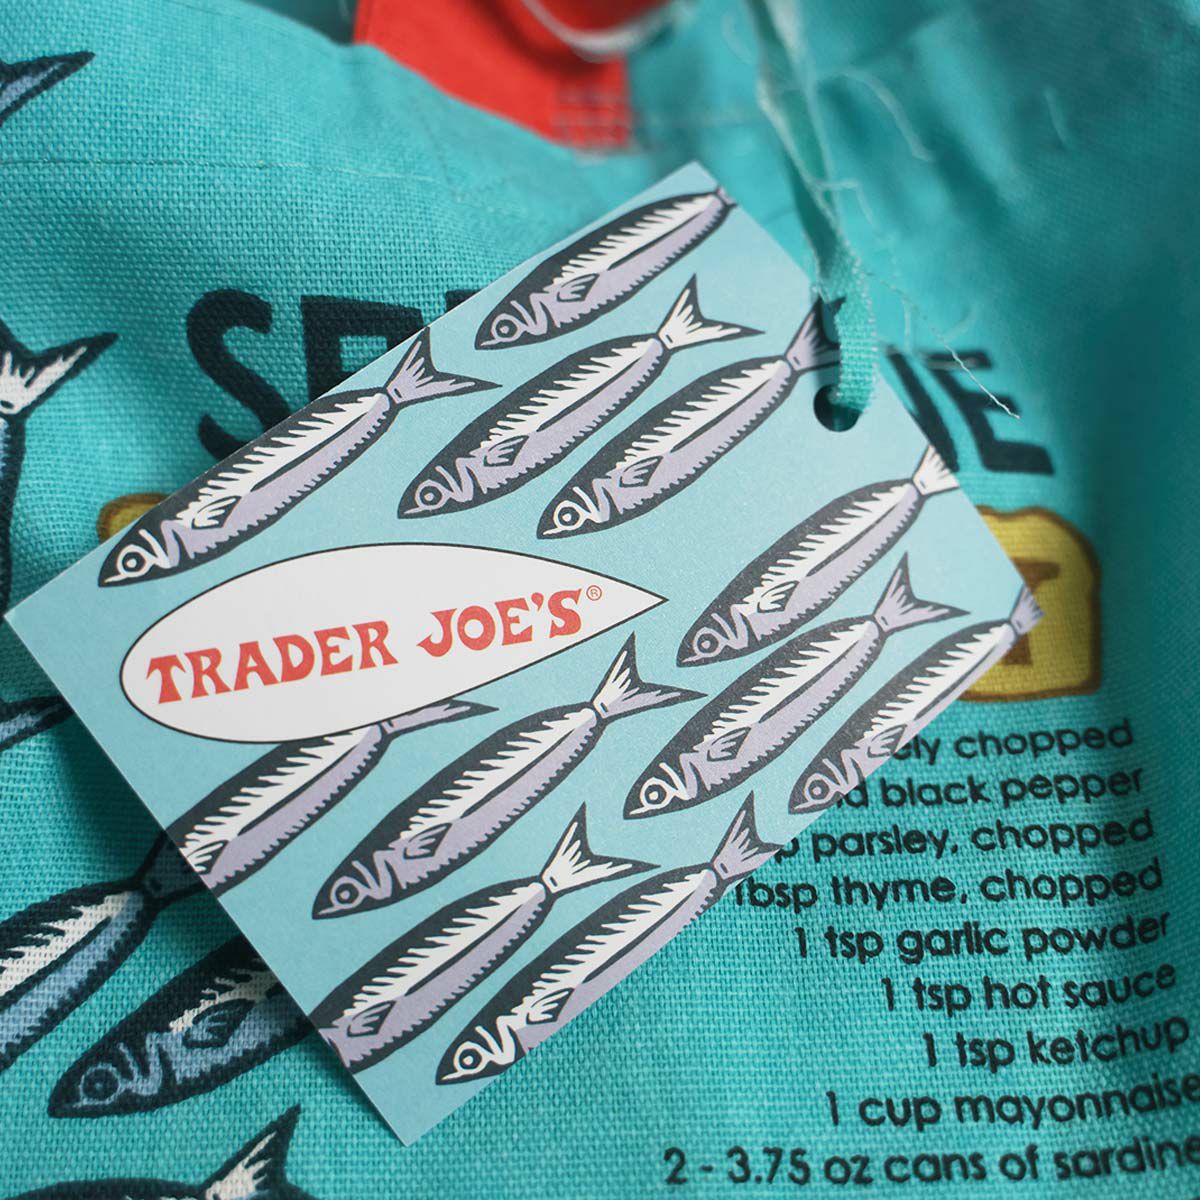 TRADER JOE'S®
chopped
black pepper
parsley, chopped
tbsp thyme, chopped
1 tsp garlic powder
1 tsp hot sauce
1 tsp ketchup
1 cup mayonnaise
2 - 3.75 oz cans of sardine